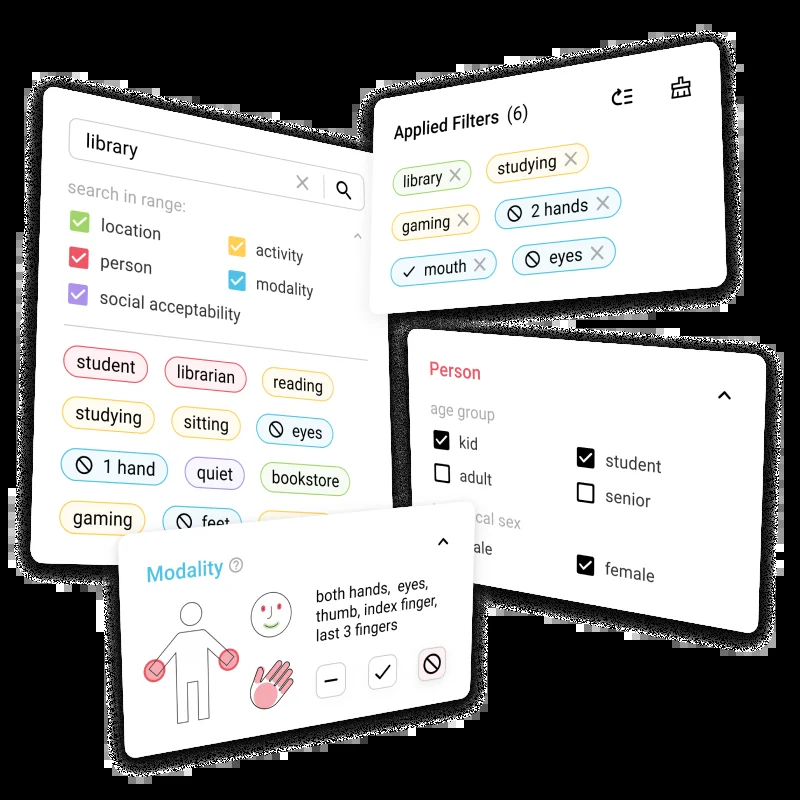 library
search in range:
location
activity
person
modality
social acceptability
student
librarian
reading
studying
sitting
eyes
1 hand
quiet
bookstore
gaming
feet
Applied Filters (6)
library
studying
gaming
2 hands
mouth
eyes
Person
age group
kid
student
adult
senior
cal sex
ale
female
Modality ?
both hands, eyes,
thumb, index finger,
last 3 fingers